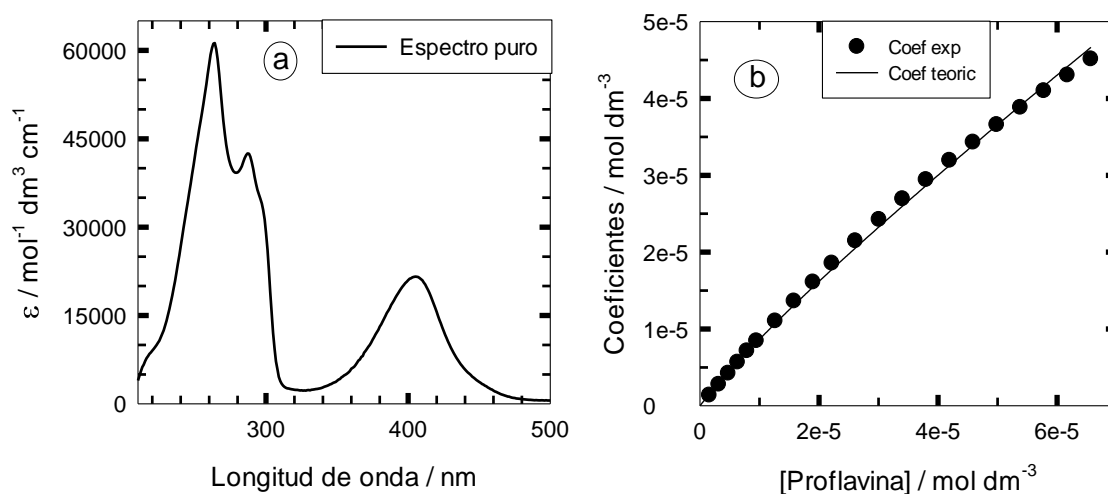 60000
45000
30000
15000
0
ε / mol-1 dm3 cm-1
a
Espectro puro
300
400
500
Longitud de onda / nm
5e-5
4e-5
3e-5
2e-5
1e-5
0
Coeficientes / mol dm-3
b
Coef exp
Coef teoric
0
2e-5
4e-5
6e-5
[Proflavina] / mol dm-3